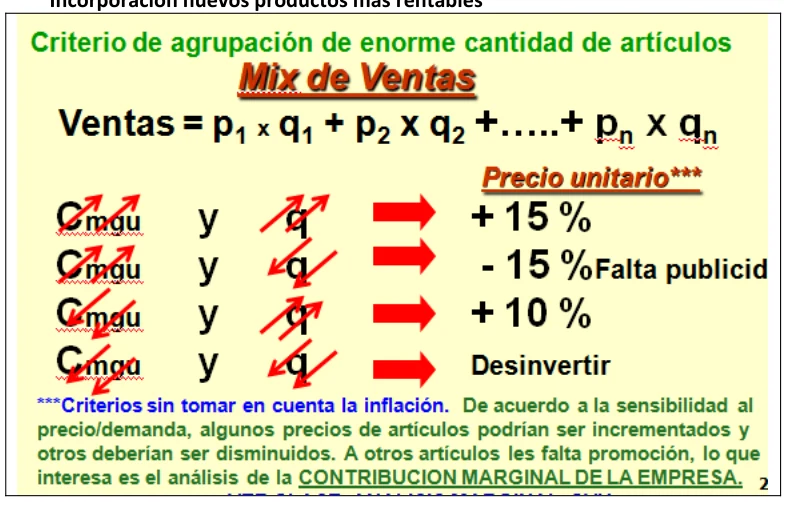 incorporación nuevos productos más rentables
Criterio de agrupación de enorme cantidad de artículos
Mix de Ventas
Ventas = p1 x q1 + p2 x q2 +…..+ pn x qn
Precio unitario***
Cmgu y q + 15 %
Cmgu y q - 15 %Falta publicid
Cmgu y q + 10 %
Cmgu y q Desinvertir
***Criterios sin tomar en cuenta la inflación. De acuerdo a la sensibilidad al
precio/demanda, algunos precios de artículos podrían ser incrementados y
otros deberían ser disminuidos. A otros artículos les falta promoción, lo que
interesa es el análisis de la CONTRIBUCION MARGINAL DE LA EMPRESA. 2